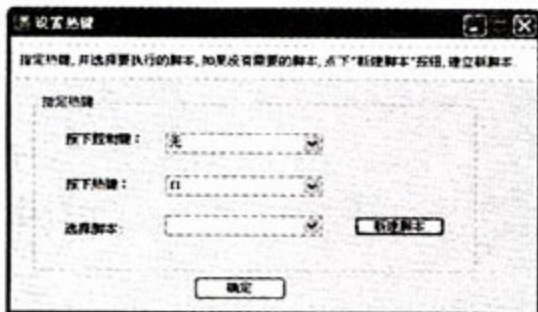 设置热键
指定热键,并选择要执行的脚本,如果没有需要的脚本,点下“新建脚本”按钮,建立新脚本
指定热键
按下控制键: 无
按下热键: f1
选择脚本: 新建脚本
确定